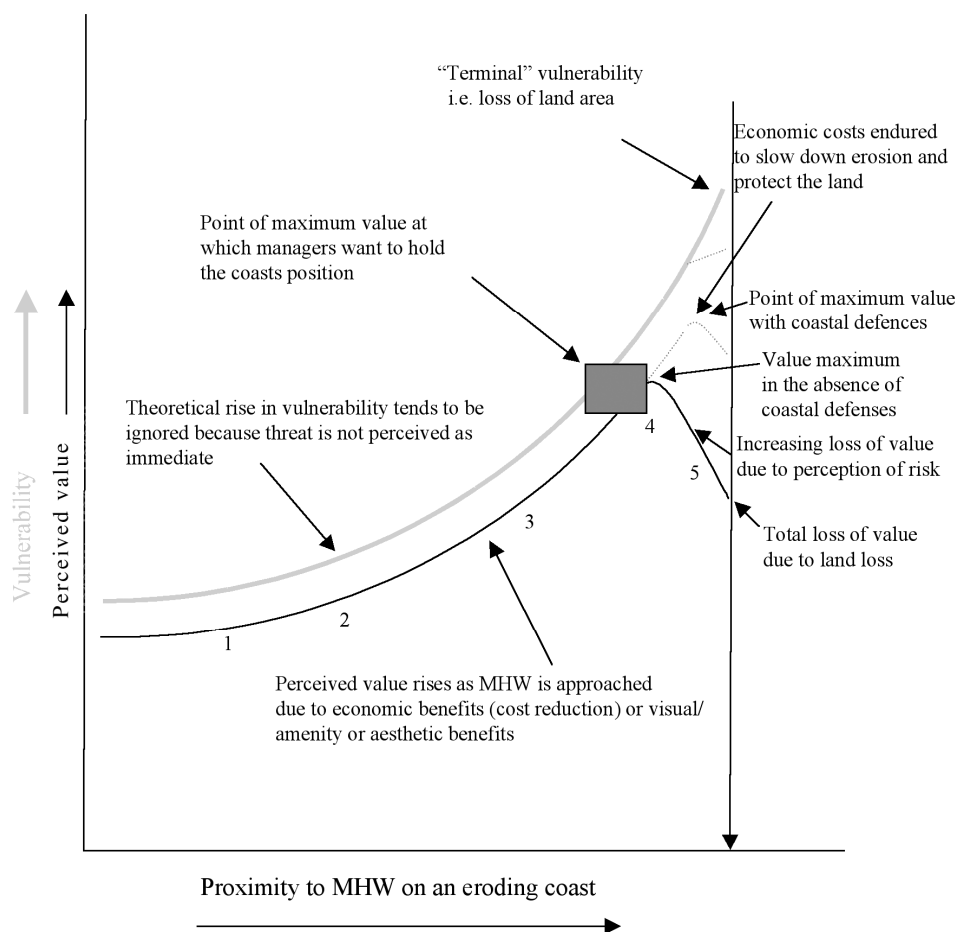 “Terminal” vulnerability
i.e. loss of land area
Economic costs endured
to slow down erosion and
protect the land
Point of maximum value at
which managers want to hold
the coasts position
Point of maximum value
with coastal defences
Value maximum
in the absence of
coastal defenses
Theoretical rise in vulnerability tends to be
ignored because threat is not perceived as
immediate
4
Increasing loss of value
due to perception of risk
5
3
Total loss of value
due to land loss
Vulnerability
Perceived value
2
1
Perceived value rises as MHW is approached
due to economic benefits (cost reduction) or visual/
amenity or aesthetic benefits
Proximity to MHW on an eroding coast